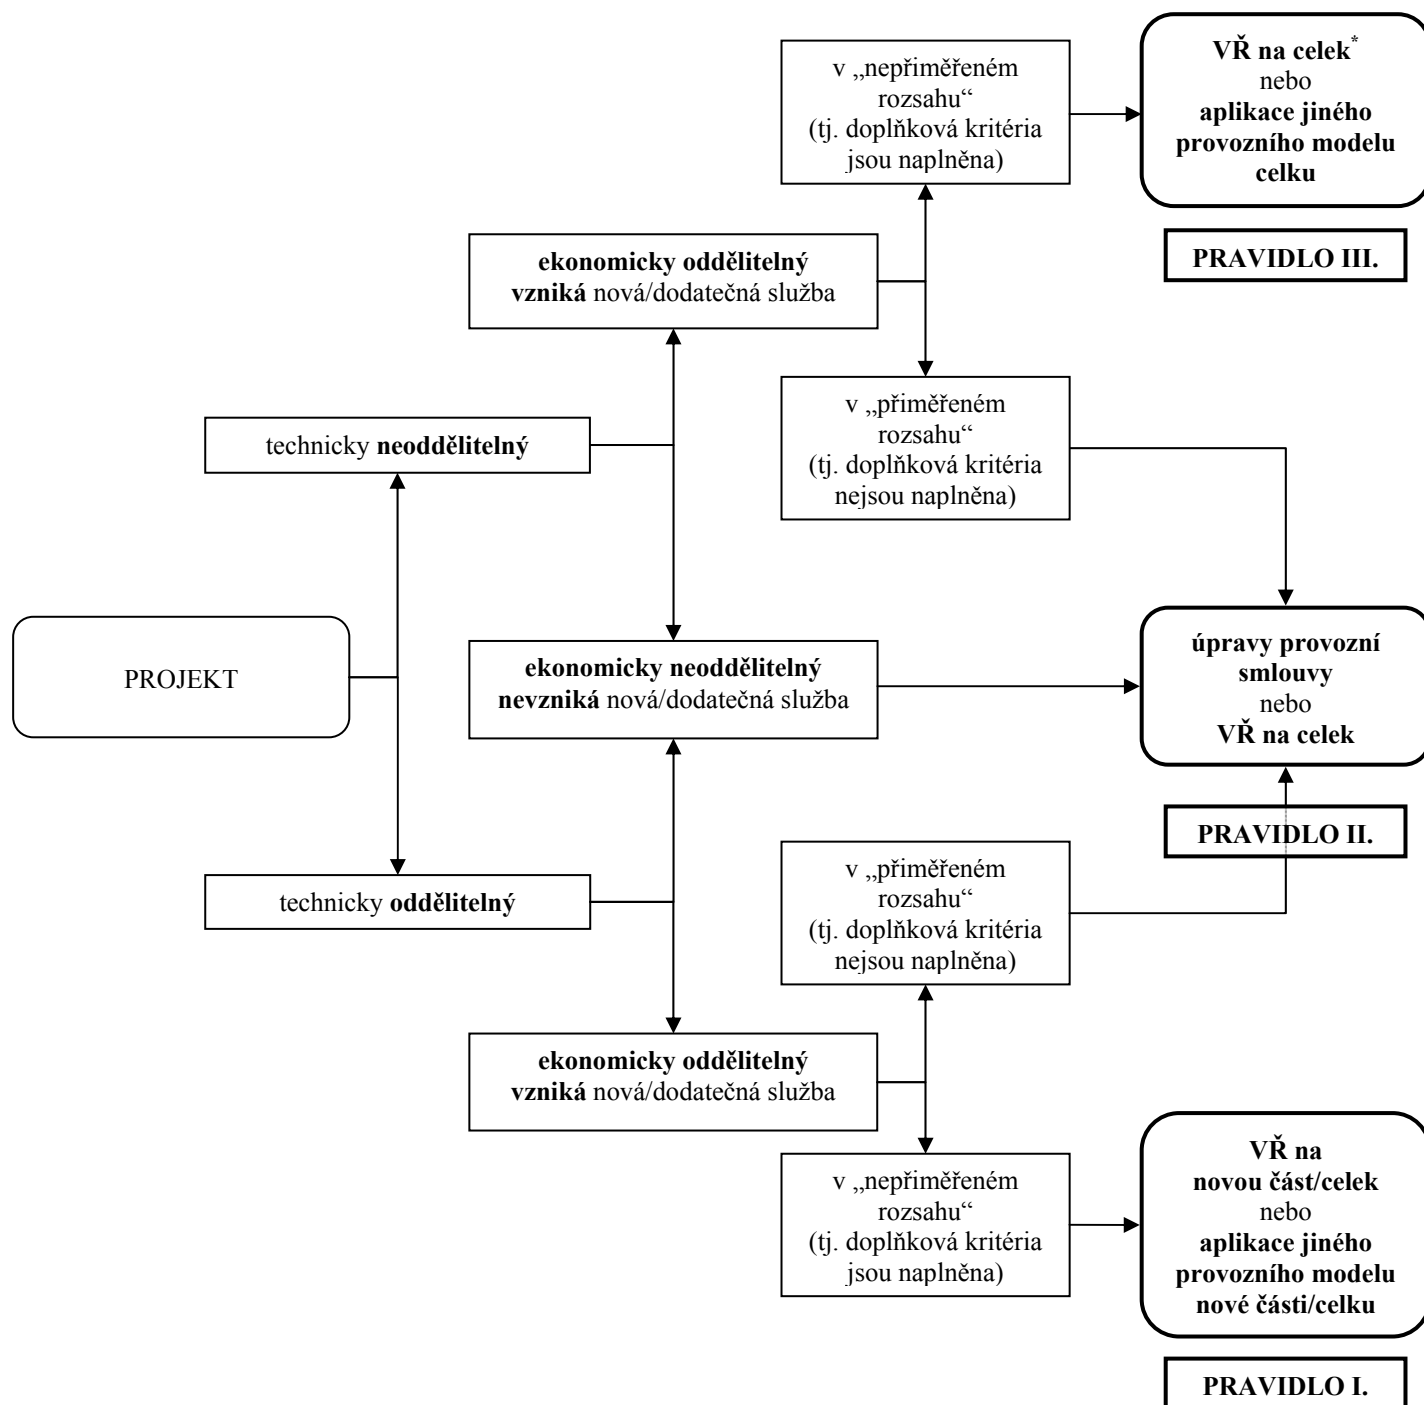 v „nepřiměřeném
rozsahu“
(tj. doplňková kritéria
jsou naplněna)
VŘ na celek*
nebo
aplikace jiného
provozního modelu
celku
PRAVIDLO III.
ekonomicky oddělitelný
vzniká nová/dodatečná služba
v „přiměřeném
rozsahu“
(tj. doplňková kritéria
nejsou naplněna)
technicky neoddělitelný
PROJEKT
ekonomicky neoddělitelný
nevzniká nová/dodatečná služba
úpravy provozní
smlouvy
nebo
VŘ na celek
PRAVIDLO II.
technicky oddělitelný
v „přiměřeném
rozsahu“
(tj. doplňková kritéria
nejsou naplněna)
ekonomicky oddělitelný
vzniká nová/dodatečná služba
v „nepřiměřeném
rozsahu“
(tj. doplňková kritéria
jsou naplněna)
VŘ na
novou část/celek
nebo
aplikace jiného
provozního modelu
nové části/celku
PRAVIDLO I.